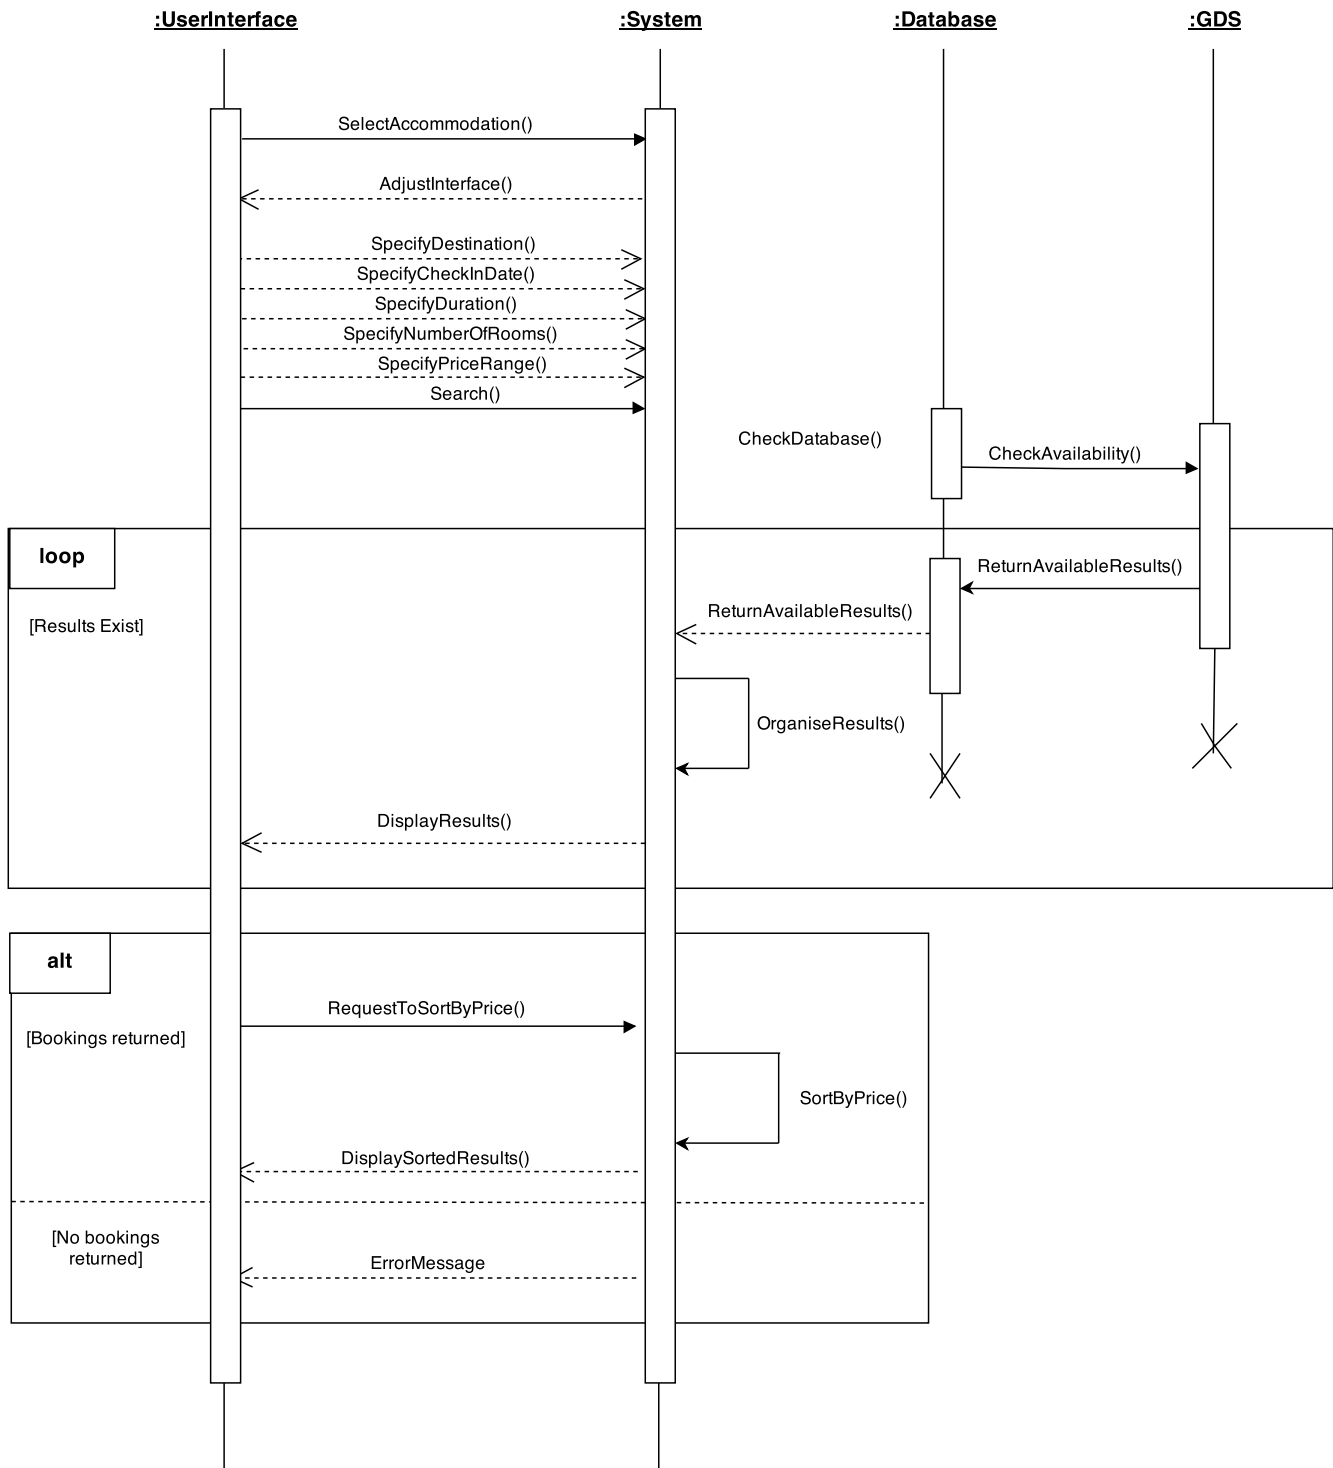 :UserInterface
:System
:Database
:GDS
SelectAccommodation()
AdjustInterface()
SpecifyDestination()
SpecifyCheckInDate()
SpecifyDuration()
SpecifyNumberOfRooms()
SpecifyPriceRange()
Search()
CheckDatabase()
CheckAvailability()
loop
ReturnAvailableResults()
ReturnAvailableResults()
[Results Exist]
OrganiseResults()
DisplayResults()
alt
RequestToSortByPrice()
[Bookings returned]
SortByPrice()
DisplaySortedResults()
[No bookings
returned]
ErrorMessage